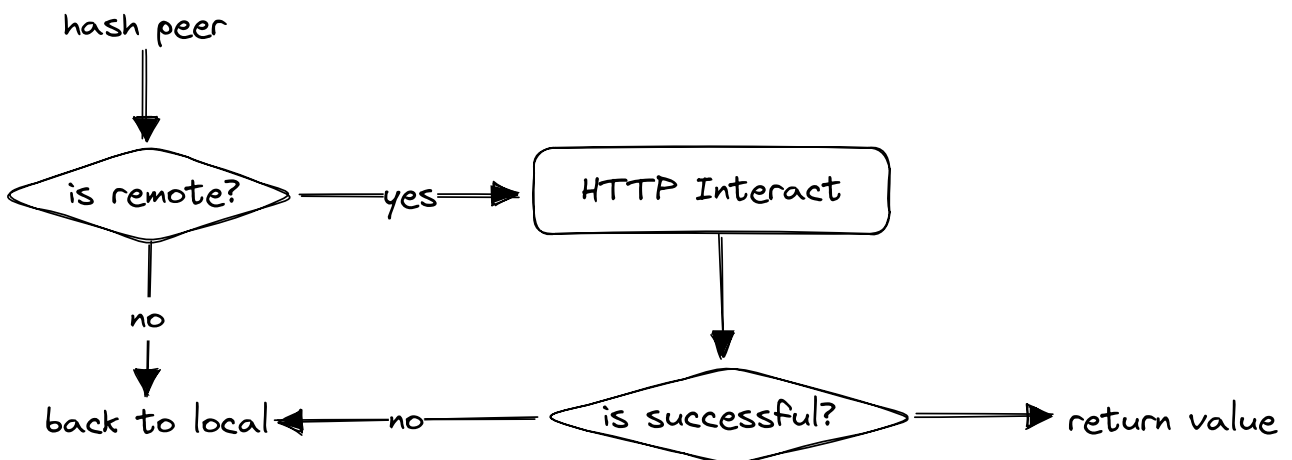 hash peer
is remote?
yes
HTTP Interact
no
back to local
no
is successful?
return value